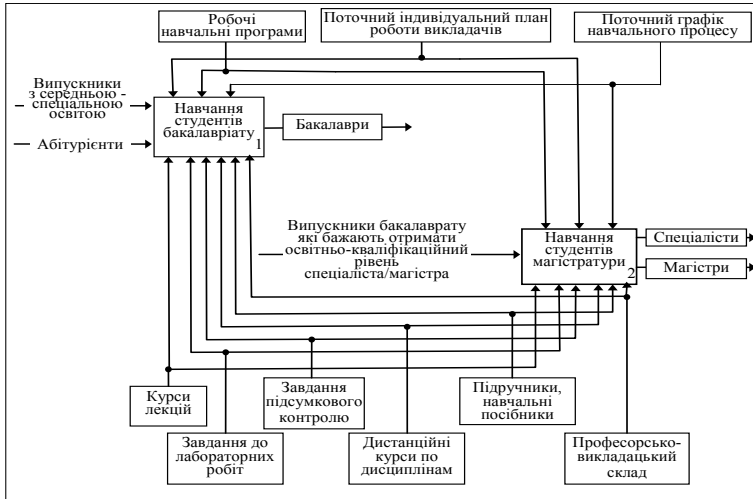 Робочі
навчальні програми
Поточний індивідуальний план
роботи викладачів
Поточний графік
навчального процесу
Випускники
з середньою -
спеціальною
освітою
Абітурієнти
Навчання
студентів
бакалавріату
1
Бакалаври
Випускники бакалаврату
які бажають отримати
освітньо-кваліфікаційний
рівень
спеціаліста/магістра
Навчання
студентів
магістратури
2
Спеціалісти
Магістри
Курси
лекцій
Завдання
підсумкового
контролю
Підручники,
навчальні
посібники
Завдання до
лабораторних
робіт
Дистанційні
курси по
дисциплінам
Професорсько-
викладацький
склад